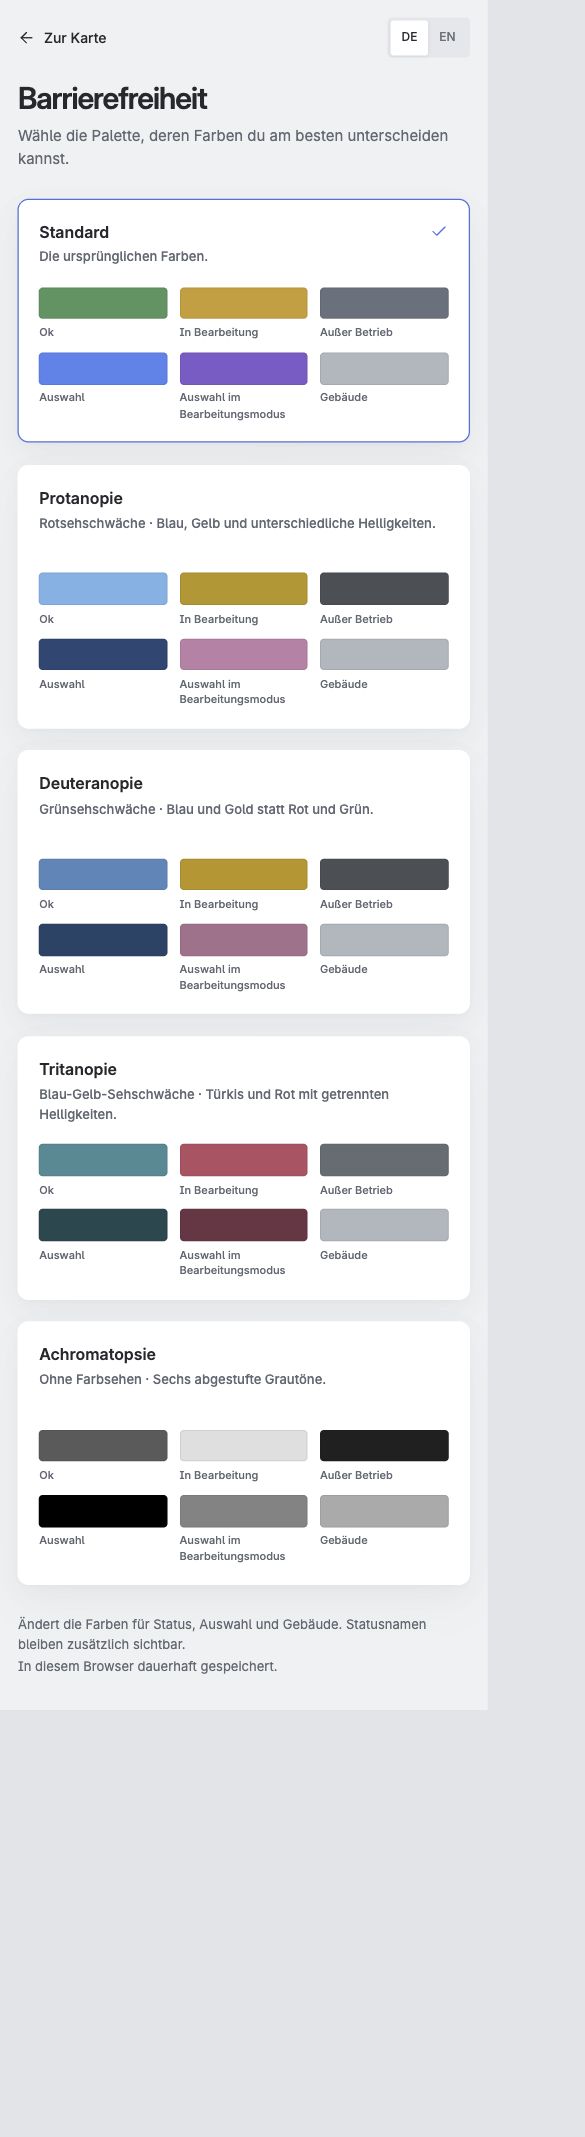 Zur Karte
DE EN
Barrierefreiheit
Wähle die Palette, deren Farben du am besten unterscheiden
kannst.
Standard
Die ursprünglichen Farben.
Ok In Bearbeitung Außer Betrieb
Auswahl Auswahl im Gebäude
Bearbeitungsmodus
Protanopie
Rotsehschwäche · Blau, Gelb und unterschiedliche Helligkeiten.
Ok In Bearbeitung Außer Betrieb
Auswahl Auswahl im Gebäude
Bearbeitungsmodus
Deuteranopie
Grünsehschwäche · Blau und Gold statt Rot und Grün.
Ok In Bearbeitung Außer Betrieb
Auswahl Auswahl im Gebäude
Bearbeitungsmodus
Tritanopie
Blau-Gelb-Sehschwäche · Türkis und Rot mit getrennten
Helligkeiten.
Ok In Bearbeitung Außer Betrieb
Auswahl Auswahl im Gebäude
Bearbeitungsmodus
Achromatopsie
Ohne Farbsehen · Sechs abgestufte Grautöne.
Ok In Bearbeitung Außer Betrieb
Auswahl Auswahl im Gebäude
Bearbeitungsmodus
Ändert die Farben für Status, Auswahl und Gebäude. Statusnamen
bleiben zusätzlich sichtbar.
In diesem Browser dauerhaft gespeichert.